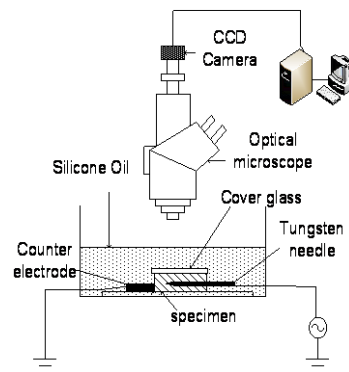 CCD
Camera
Optical
microscope
Silicone Oil
Cover glass
Tungsten
needle
Counter
electrode
specimen